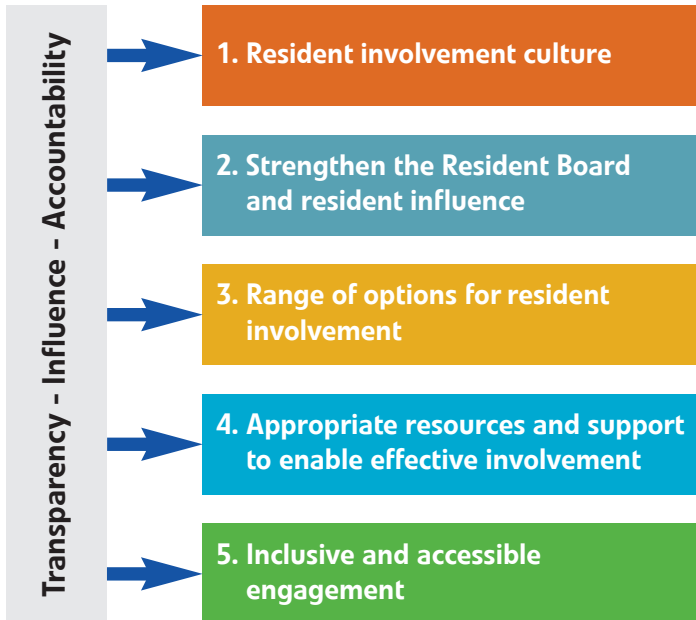 Transparency – Influence – Accountability
1. Resident involvement culture
2. Strengthen the Resident Board
and resident influence
3. Range of options for resident
involvement
4. Appropriate resources and support
to enable effective involvement
5. Inclusive and accessible
engagement